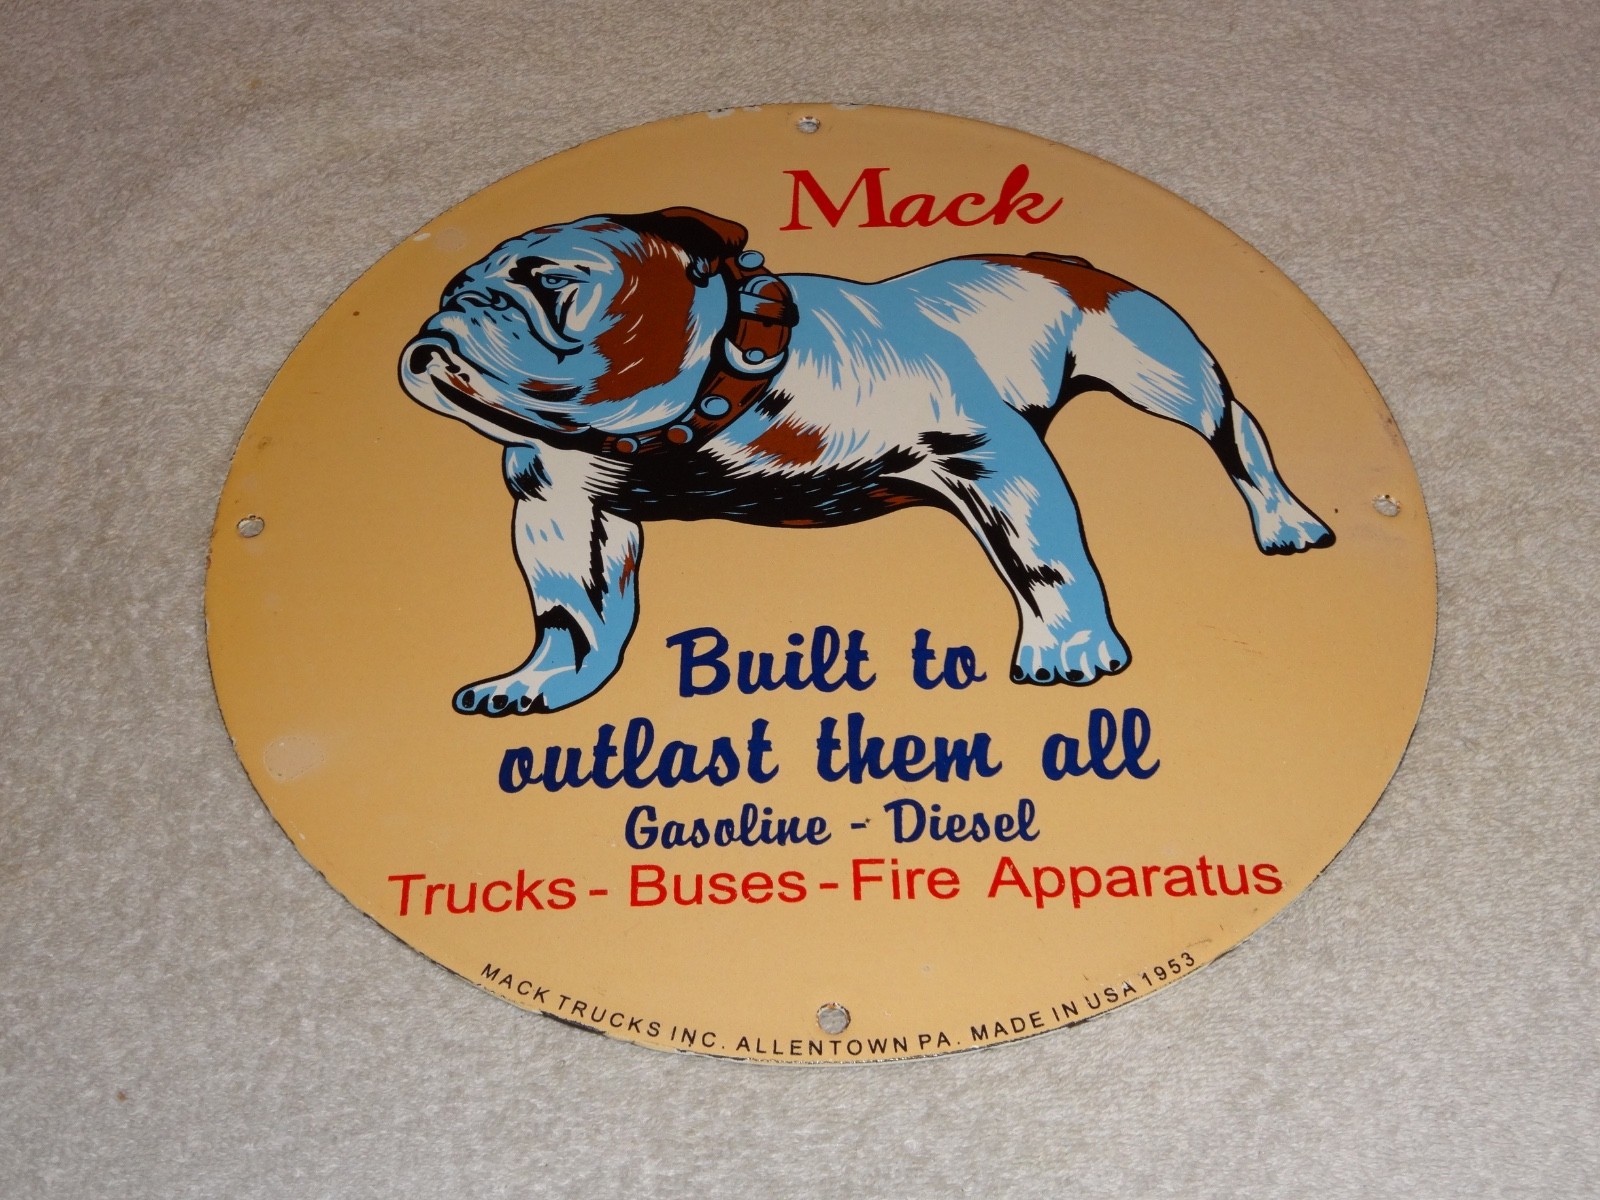 Mack
Built to
outlast them all
Gasoline - Diesel
Trucks - Buses - Fire Apparatus
MACK TRUCKS INC. ALLENTOWN PA. MADE IN USA 1953